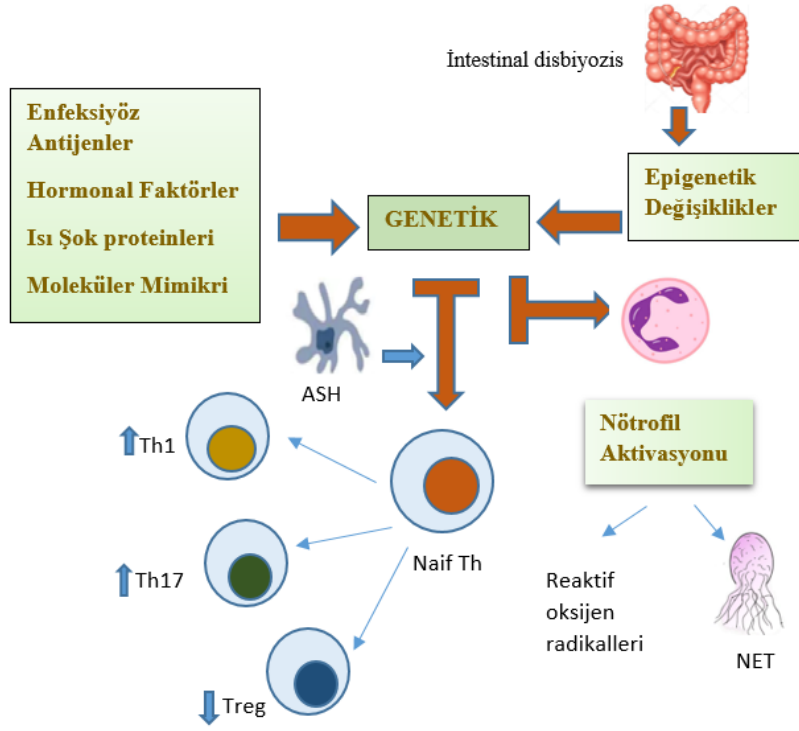 İntestinal disbiyozis
Enfeksiyöz
Antijenler
Hormonal Faktörler
Isı Şok proteinleri
Moleküler Mimikri
GENETİK
Epigenetik
Değişiklikler
ASH
Th1
Th17
Treg
Naif Th
Nötrofil
Aktivasyonu
Reaktif
oksijen
radikalleri
NET